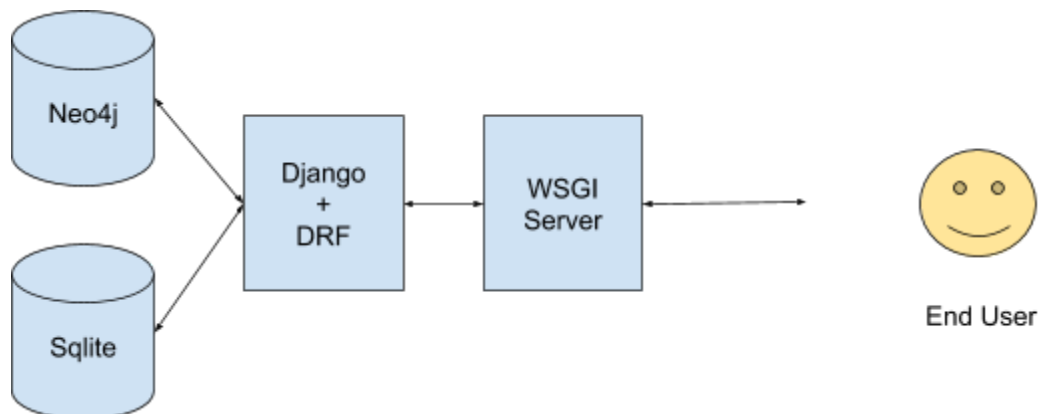 Neo4j
Django
+
DRF
WSGI
Server
Sqlite
End User